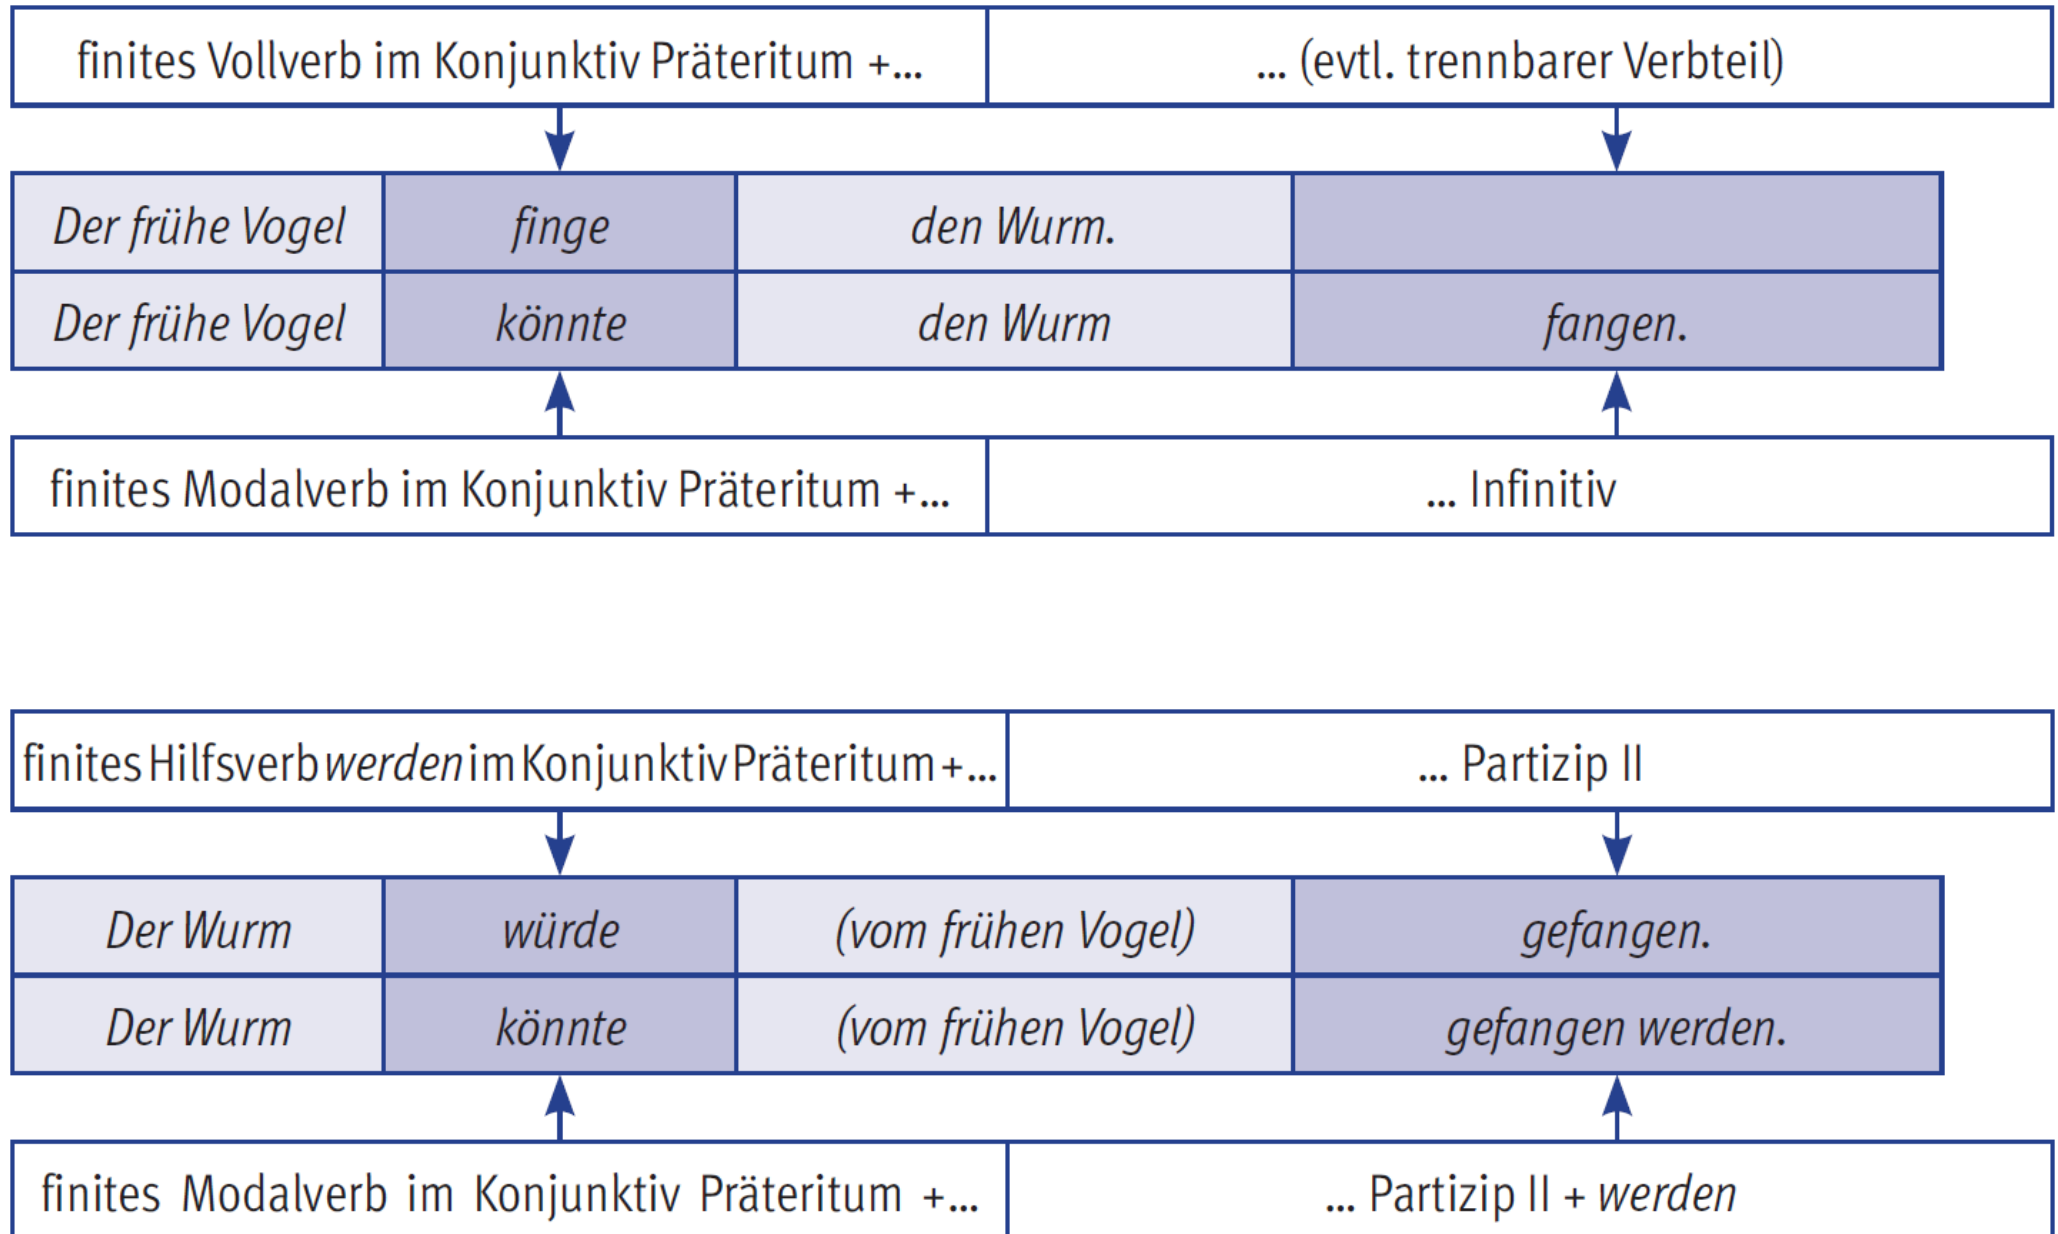 finites Vollverb im Konjunktiv Präteritum +... ... (evtl. trennbarer Verbteil)
Der frühe Vogel finge den Wurm.
Der frühe Vogel könnte den Wurm fangen.
finites Modalverb im Konjunktiv Präteritum +... ... Infinitiv
finites Hilfsverb werden im Konjunktiv Präteritum +... ... Partizip II
Der Wurm würde (vom frühen Vogel) gefangen.
Der Wurm könnte (vom frühen Vogel) gefangen werden.
finites Modalverb im Konjunktiv Präteritum +... ... Partizip II + werden